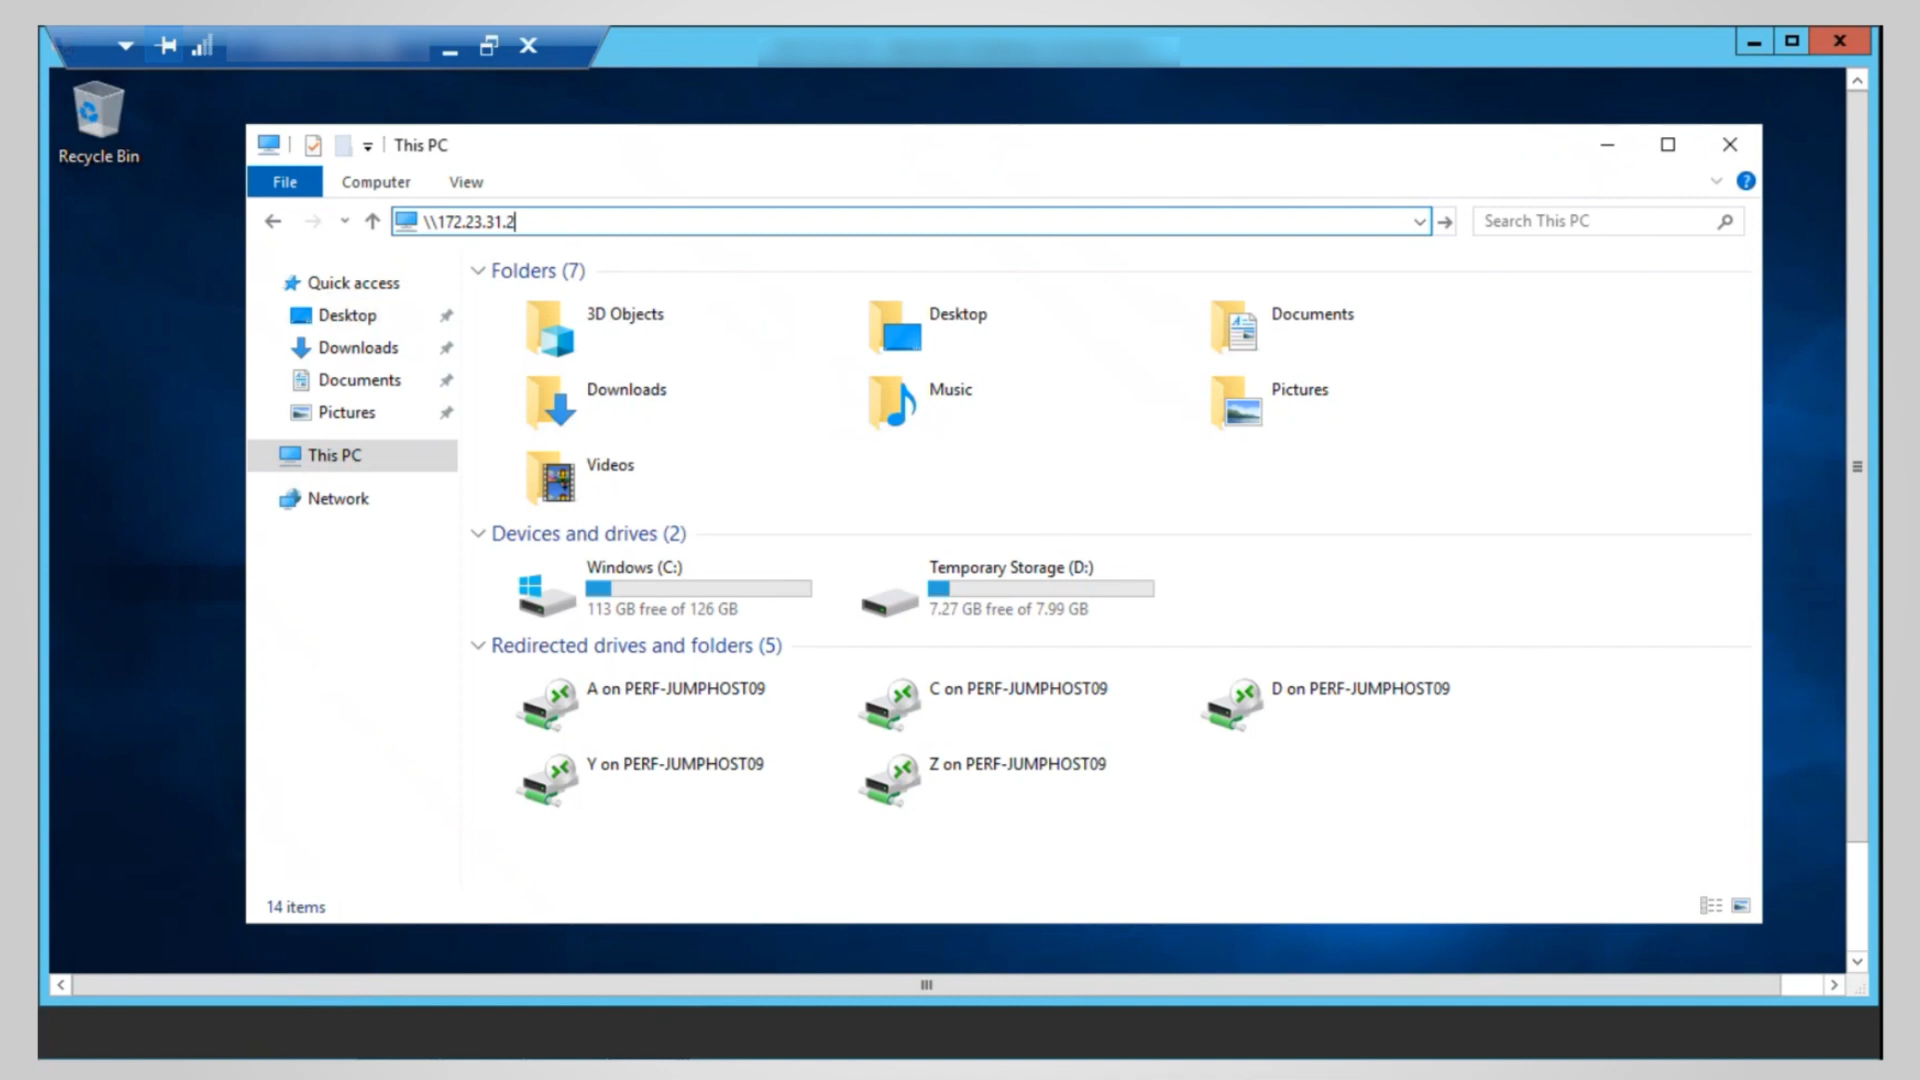 Recycle Bin
This PC
File Computer View
\\172.23.31.2
Search This PC
Quick access
Desktop
Downloads
Documents
Pictures
This PC
Network
Folders (7)
3D Objects
Desktop
Documents
Downloads
Music
Pictures
Videos
Devices and drives (2)
Windows (C:)
113 GB free of 126 GB
Temporary Storage (D:)
7.27 GB free of 7.99 GB
Redirected drives and folders (5)
A on PERF-JUMPHOST09
C on PERF-JUMPHOST09
D on PERF-JUMPHOST09
Y on PERF-JUMPHOST09
Z on PERF-JUMPHOST09
14 items